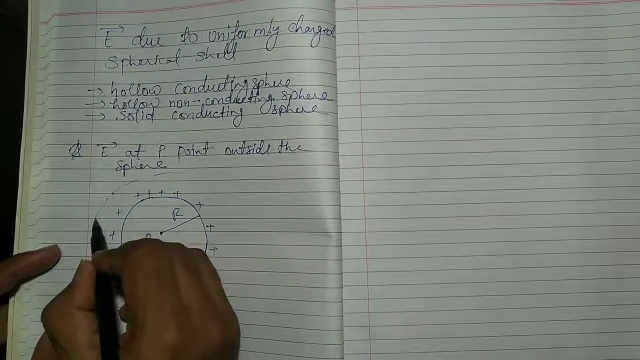 E⃗ due to uniformly charged
Spherical shell
→ hollow conducting sphere
→ hollow non-conducting sphere
→ Solid conducting sphere
Q E⃗ at P point outside the
sphere
+ + + +
+ R +
+ +
+ +